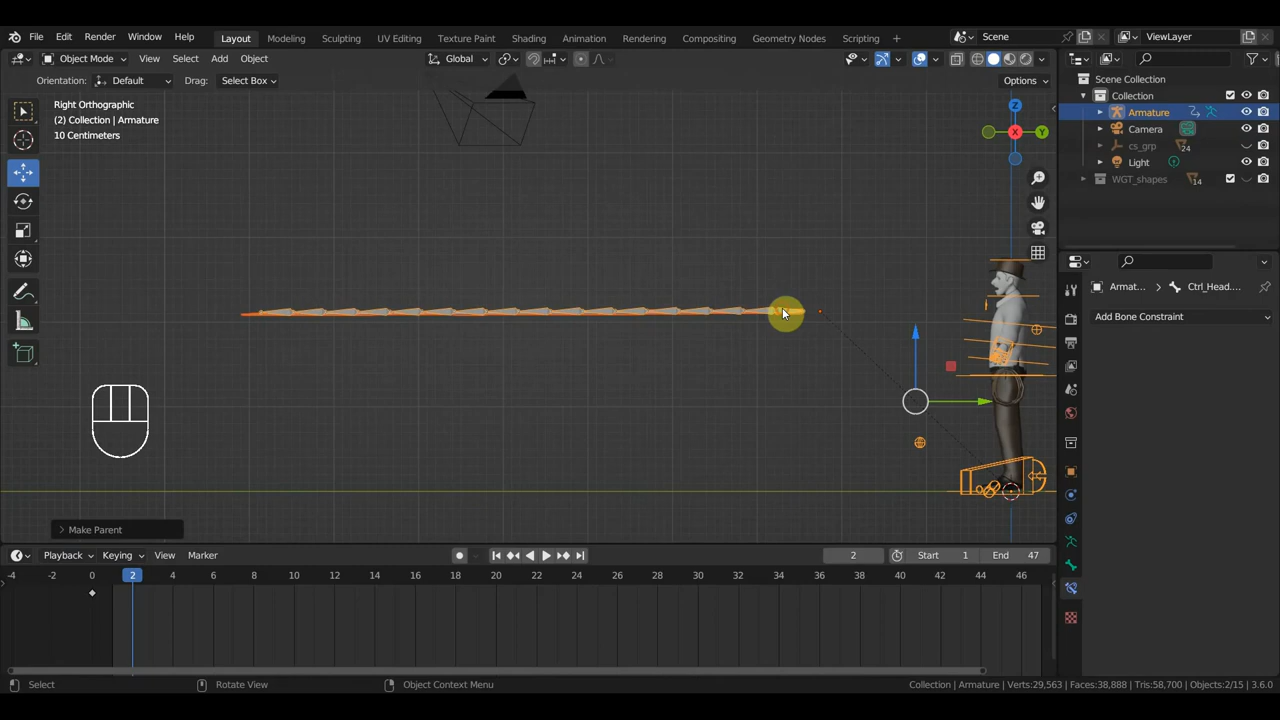 File Edit Render Window Help Layout Modeling Sculpting UV Editing Texture Paint Shading Animation Rendering Compositing Geometry Nodes Scripting + Scene ViewLayer
Object Mode View Select Add Object Global
Orientation: Default Drag: Select Box Options
Right Orthographic
(2) Collection | Armature
10 Centimeters
Z
Y
X
Scene Collection
Collection
Armature
Camera
cs_grp 24
Light
WGT_shapes 14
Armat... > Ctrl_Head...
Add Bone Constraint
> Make Parent
Playback Keying View Marker 2 Start 1 End 47
-4 -2 0 2 4 6 8 10 12 14 16 18 20 22 24 26 28 30 32 34 36 38 40 42 44 46
Select Rotate View Object Context Menu Collection | Armature | Verts:29,563 | Faces:38,888 | Tris:58,700 | Objects:2/15 | 3.6.0